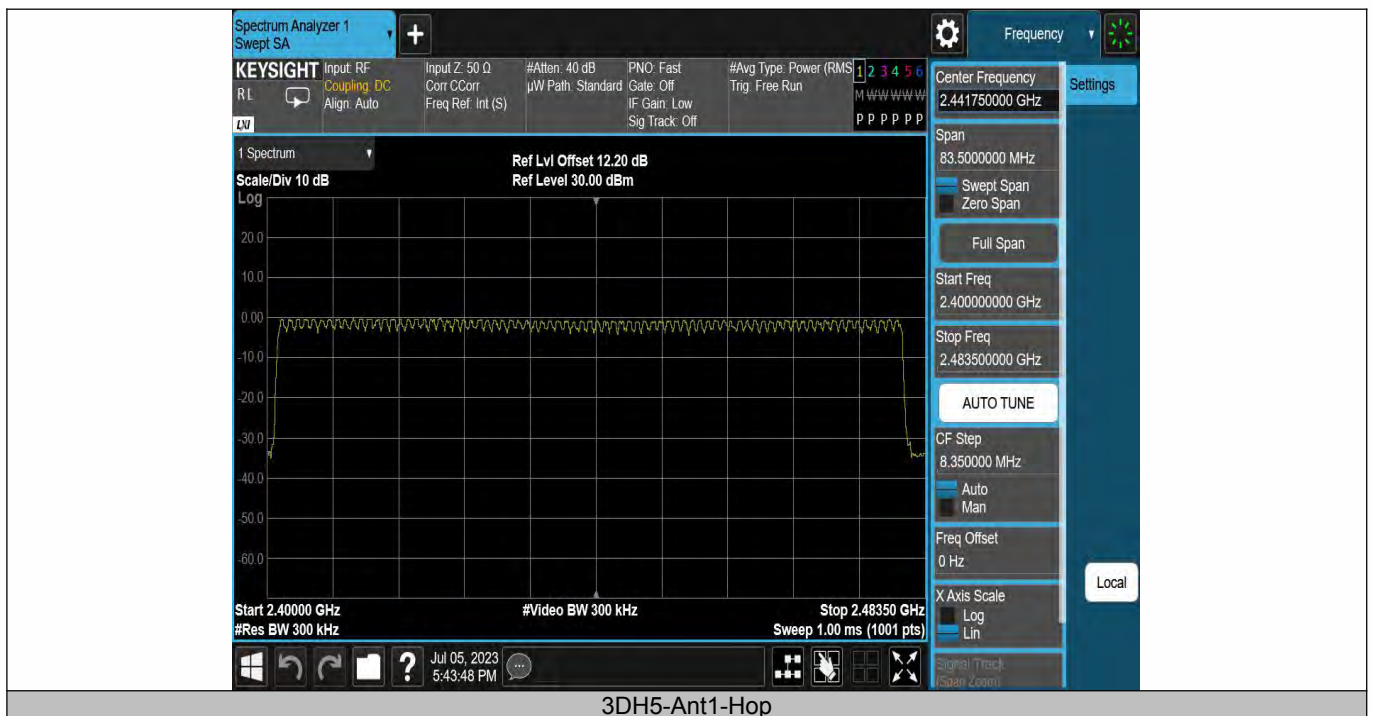 Spectrum Analyzer 1
Swept SA
Frequency
KEYSIGHT
RL
LXI
Input: RF
Coupling: DC
Align: Auto
Input Z: 50 Ω
Corr CCorr
Freq Ref: Int (S)
#Atten: 40 dB
µW Path: Standard
PNO: Fast
Gate: Off
IF Gain: Low
Sig Track: Off
#Avg Type: Power (RMS
Trig: Free Run
1 2 3 4 5 6
M W W W W W
P P P P P P
1 Spectrum
Scale/Div 10 dB
Ref Lvl Offset 12.20 dB
Ref Level 30.00 dBm
Log
20.0
10.0
0.00
-10.0
-20.0
-30.0
-40.0
-50.0
-60.0
Start 2.40000 GHz
#Res BW 300 kHz
#Video BW 300 kHz
Stop 2.48350 GHz
Sweep 1.00 ms (1001 pts)
Center Frequency
2.441750000 GHz
Settings
Span
83.5000000 MHz
Swept Span
Zero Span
Full Span
Start Freq
2.400000000 GHz
Stop Freq
2.483500000 GHz
AUTO TUNE
CF Step
8.350000 MHz
Auto
Man
Freq Offset
0 Hz
Local
X Axis Scale
Log
Lin
Signal Track
(Span Zoom)
?
Jul 05, 2023
5:43:48 PM
3DH5-Ant1-Hop